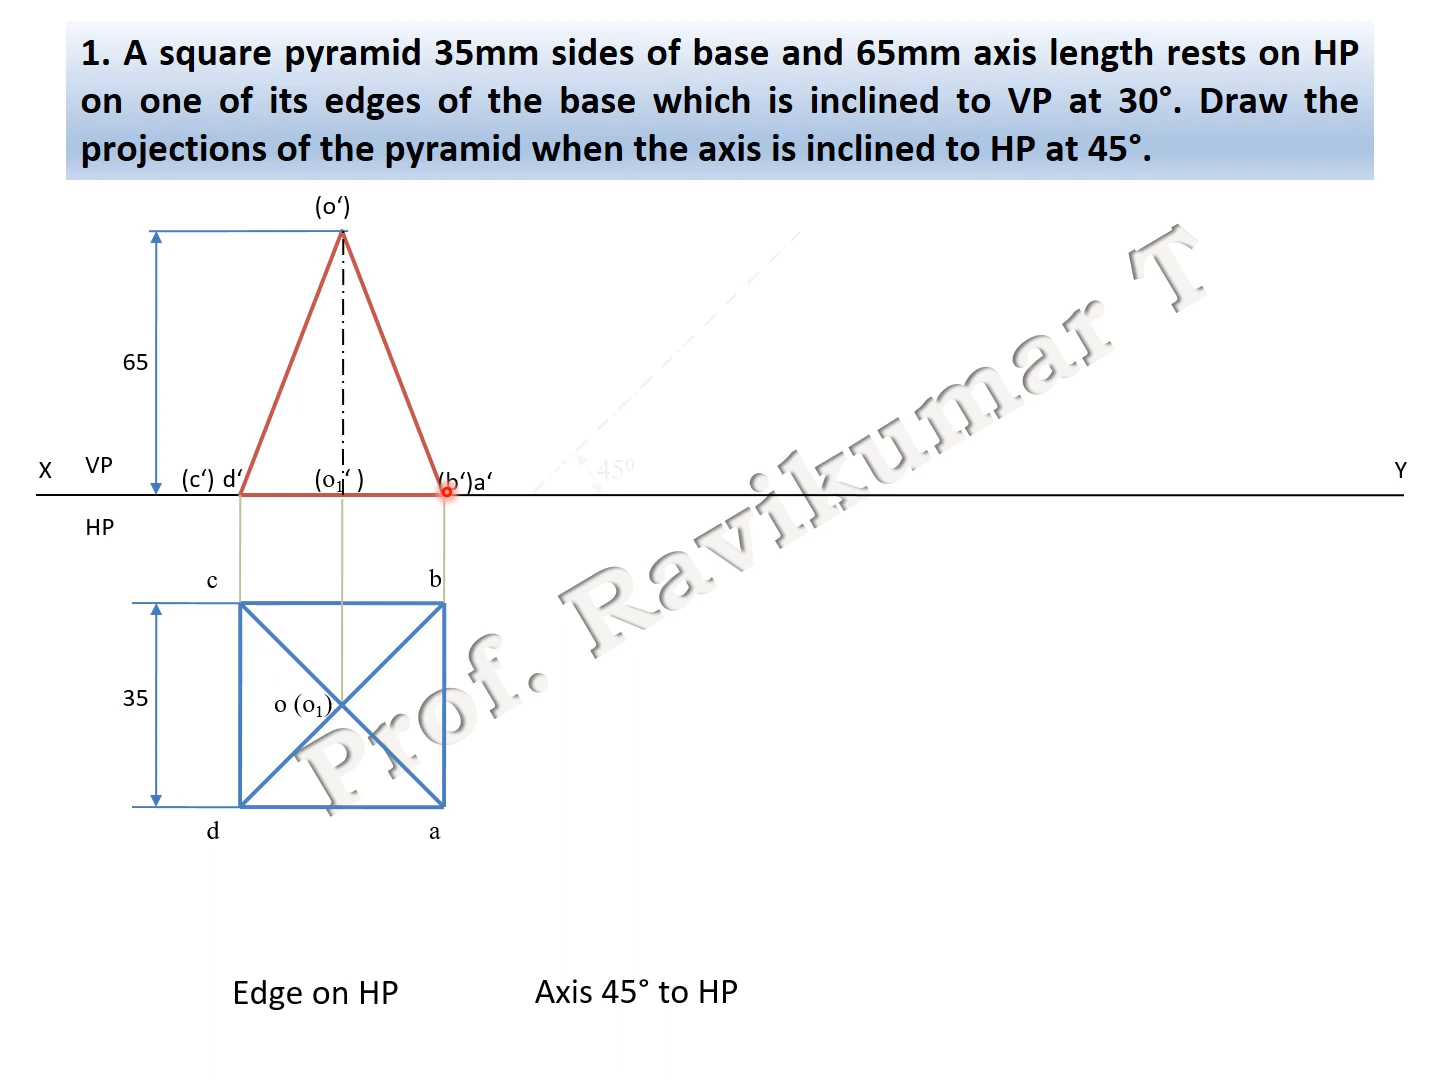 1. A square pyramid 35mm sides of base and 65mm axis length rests on HP
on one of its edges of the base which is inclined to VP at 30°. Draw the
projections of the pyramid when the axis is inclined to HP at 45°.
(o‘)
65
45⁰
X
VP
(c‘) d‘
(o₁‘ )
(b‘)a‘
Y
HP
c
b
35
o (o₁)
d
a
Prof. Ravikumar T
Edge on HP
Axis 45° to HP